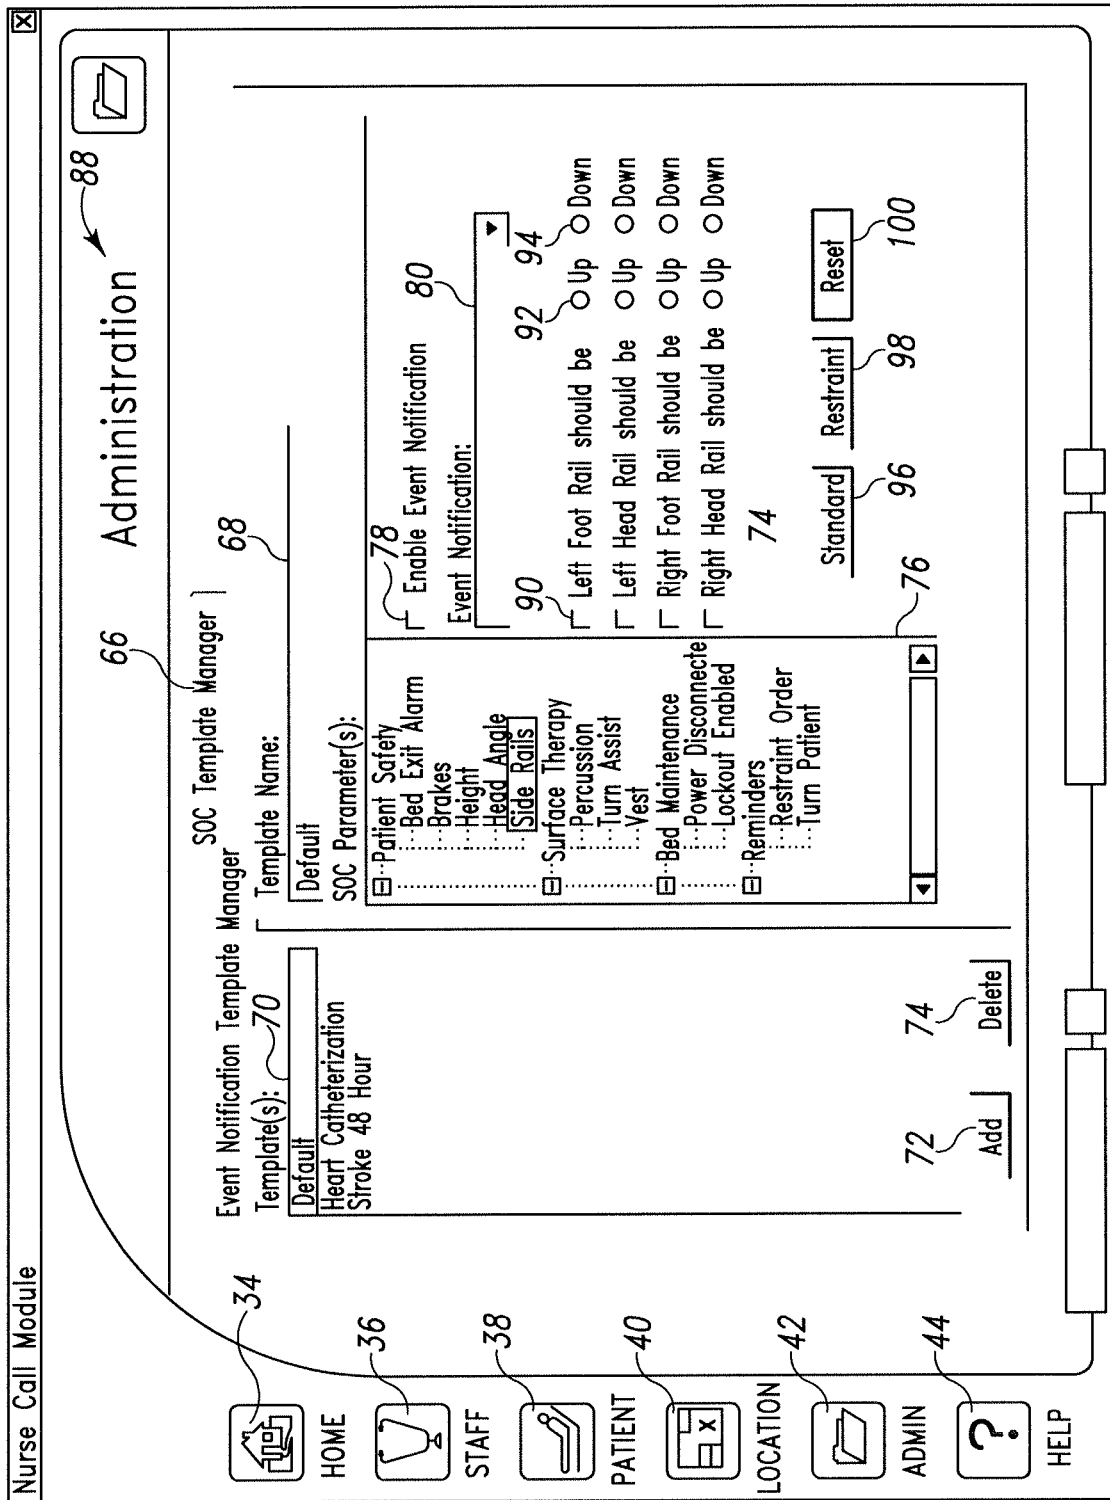 Nurse Call Module
X
Administration
88
66
34
HOME
36
STAFF
38
PATIENT
40
X
LOCATION
42
ADMIN
44
?
HELP
Event Notification Template Manager
SOC Template Manager
Template(s):
70
Default
Heart Catheterization
Stroke 48 Hour
72
Add
74
Delete
Template Name:
68
Default
SOC Parameter(s):
Patient Safety
Bed Exit Alarm
Brakes
Height
Head Angle
Side Rails
Surface Therapy
Percussion
Turn Assist
Vest
Bed Maintenance
Power Disconnecte
Lockout Enabled
Reminders
Restraint Order
Turn Patient
76
78
Enable Event Notification
Event Notification:
80
90
92
94
Left Foot Rail should be Up Down
Left Head Rail should be Up Down
Right Foot Rail should be Up Down
Right Head Rail should be Up Down
74
Standard
Restraint
Reset
96
98
100